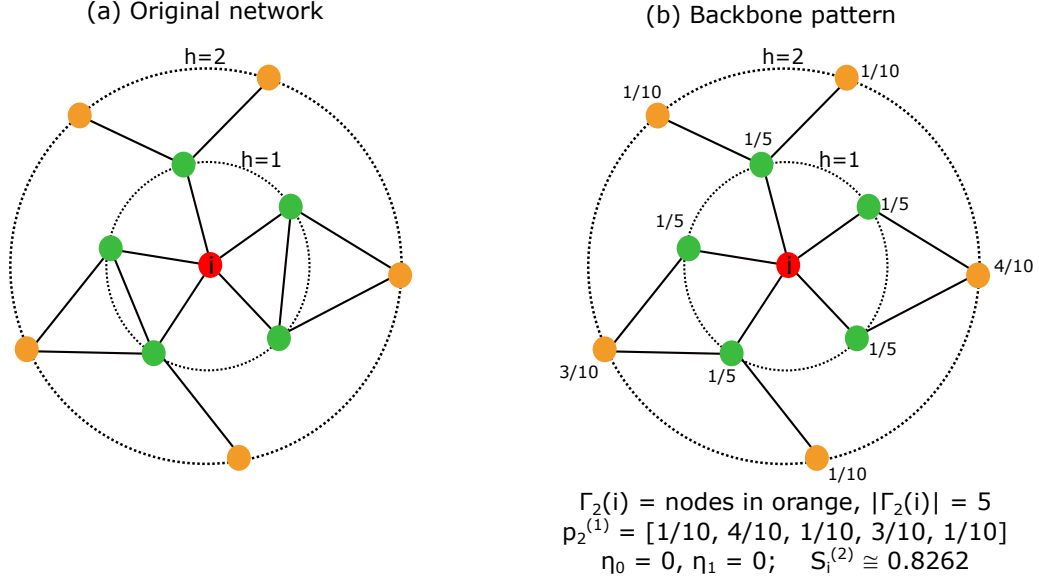 (a) Original network
h=2
h=1
i
(b) Backbone pattern
h=2
1/10
1/10
1/5
h=1
1/5
1/5
i
4/10
1/5
3/10
1/5
1/10
Γ₂(i) = nodes in orange, |Γ₂(i)| = 5
p₂⁽¹⁾ = [1/10, 4/10, 1/10, 3/10, 1/10]
η₀ = 0, η₁ = 0; Sᵢ⁽²⁾ ≅ 0.8262